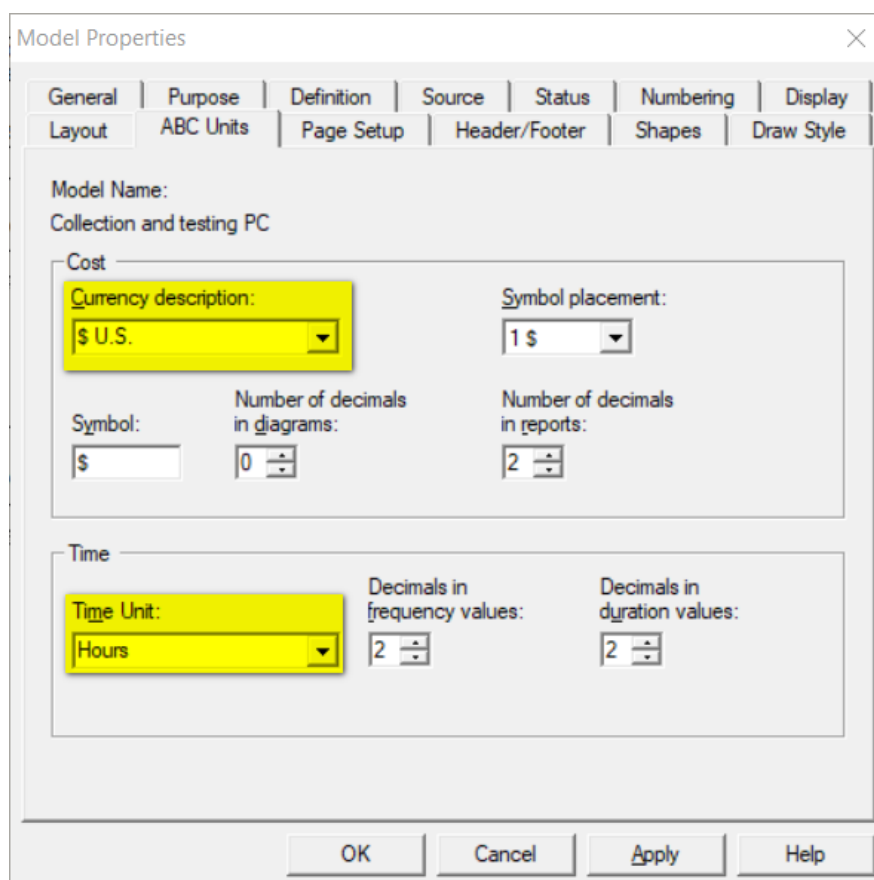 Model Properties
General Purpose Definition Source Status Numbering Display
Layout ABC Units Page Setup Header/Footer Shapes Draw Style
Model Name:
Collection and testing PC
Cost
Currency description:
Symbol placement:
$ U.S.
1 $
Symbol:
Number of decimals
in diagrams:
Number of decimals
in reports:
$
0
2
Time
Time Unit:
Decimals in
frequency values:
Decimals in
duration values:
Hours
2
2
OK Cancel Apply Help